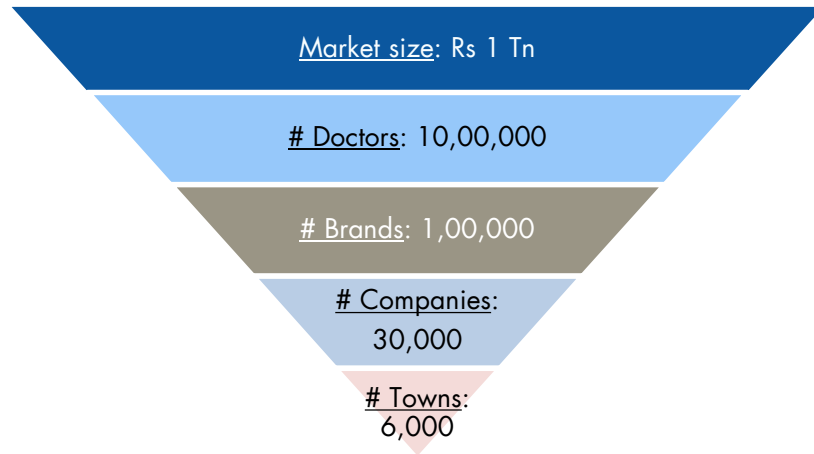 Market size: Rs 1 Tn
# Doctors: 10,00,000
# Brands: 1,00,000
# Companies:
30,000
# Towns:
6,000